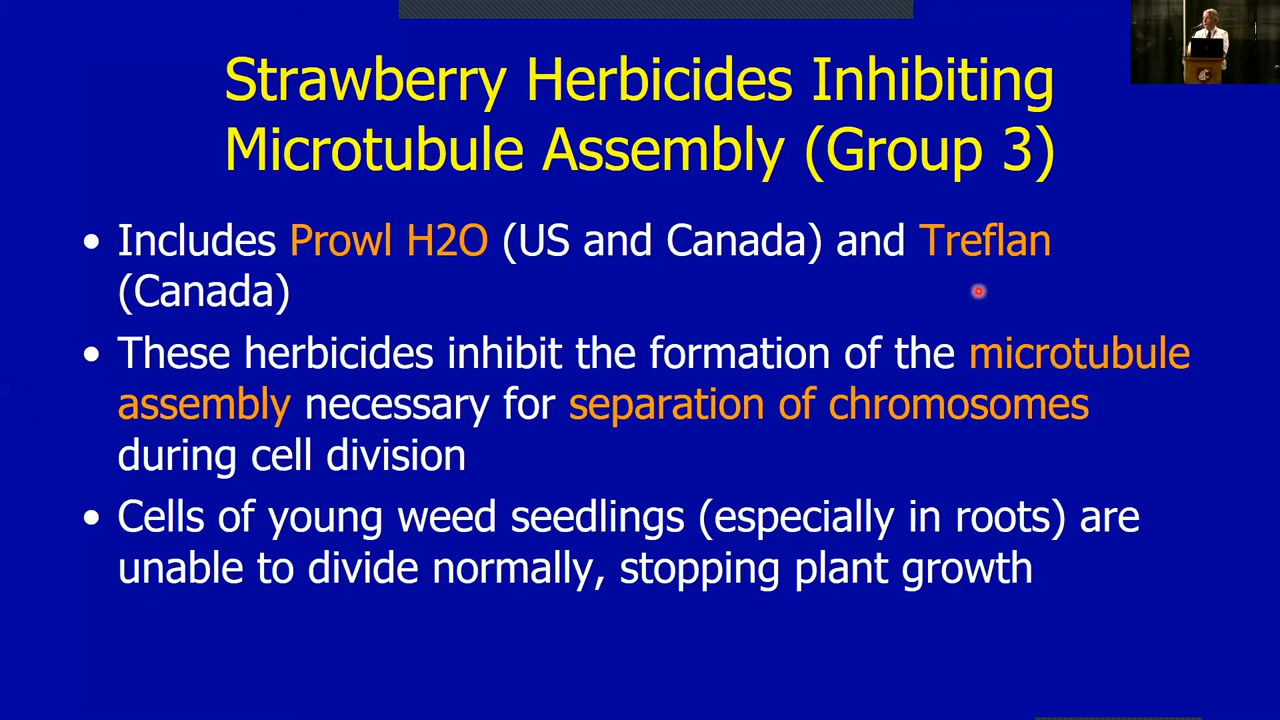 Strawberry Herbicides Inhibiting
Microtubule Assembly (Group 3)
• Includes Prowl H2O (US and Canada) and Treflan
(Canada)
• These herbicides inhibit the formation of the microtubule
assembly necessary for separation of chromosomes
during cell division
• Cells of young weed seedlings (especially in roots) are
unable to divide normally, stopping plant growth